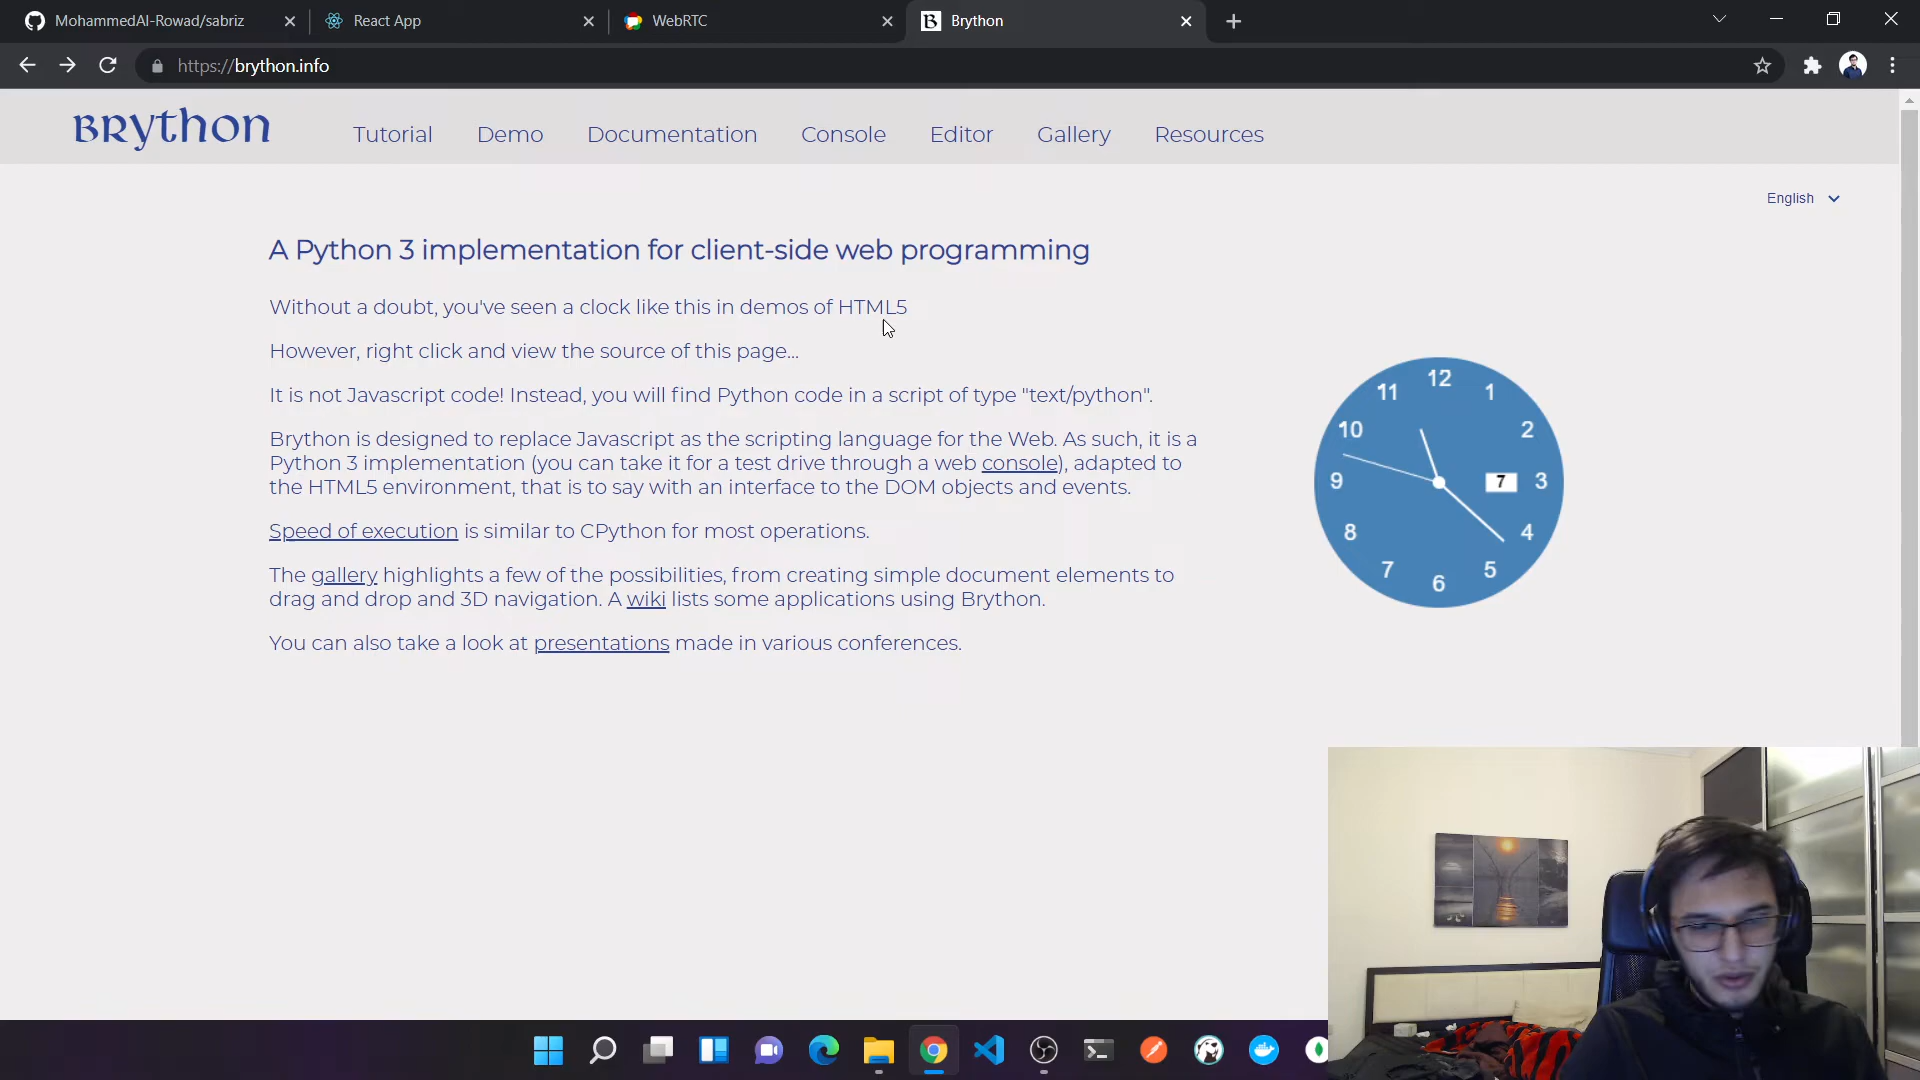 MohammedAl-Rowad/sabriz
React App
WebRTC
Brython
https://brython.info
BRython
Tutorial
Demo
Documentation
Console
Editor
Gallery
Resources
English
A Python 3 implementation for client-side web programming
Without a doubt, you've seen a clock like this in demos of HTML5
However, right click and view the source of this page...
It is not Javascript code! Instead, you will find Python code in a script of type "text/python".
Brython is designed to replace Javascript as the scripting language for the Web. As such, it is a
Python 3 implementation (you can take it for a test drive through a web console), adapted to
the HTML5 environment, that is to say with an interface to the DOM objects and events.
Speed of execution is similar to CPython for most operations.
The gallery highlights a few of the possibilities, from creating simple document elements to
drag and drop and 3D navigation. A wiki lists some applications using Brython.
You can also take a look at presentations made in various conferences.
12
11
1
10
2
9
7
3
8
4
7
5
6